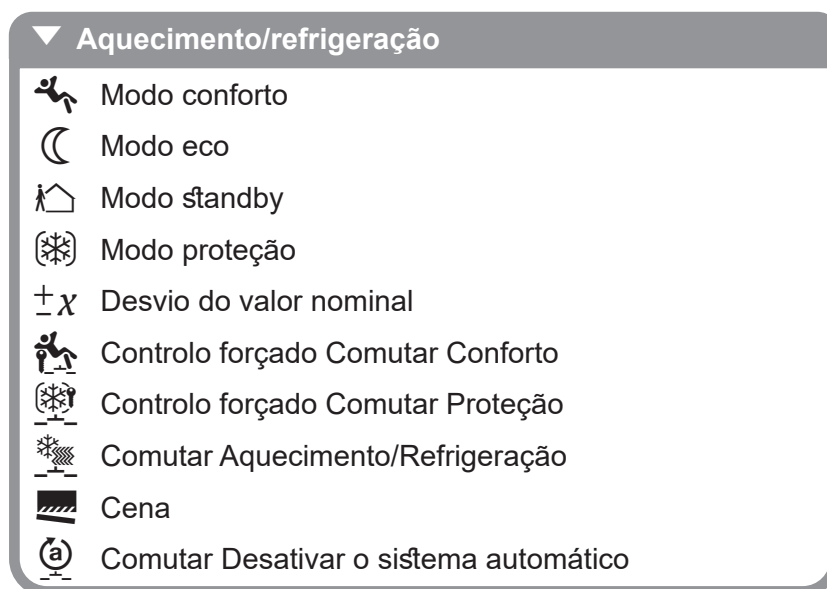 Aquecimento/refrigeração
Modo conforto
Modo eco
Modo standby
Modo proteção
±x Desvio do valor nominal
Controlo forçado Comutar Conforto
Controlo forçado Comutar Proteção
Comutar Aquecimento/Refrigeração
Cena
a Comutar Desativar o sistema automático